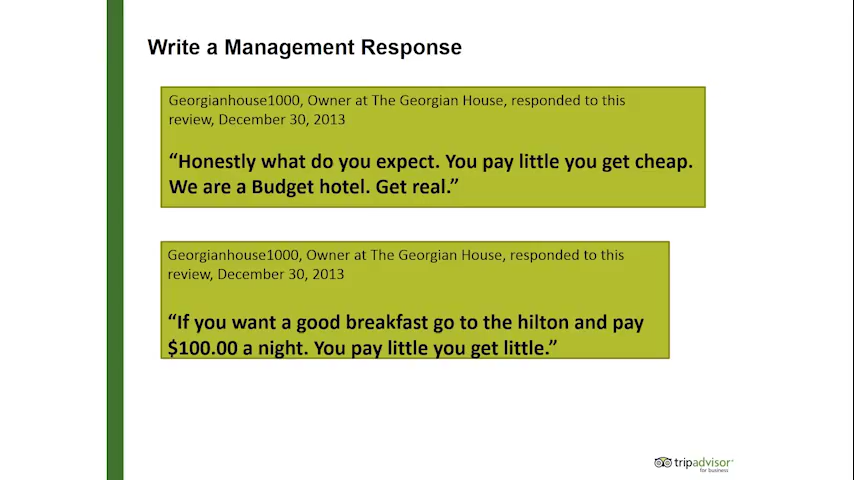 Write a Management Response
Georgianhouse1000, Owner at The Georgian House, responded to this
review, December 30, 2013
“Honestly what do you expect. You pay little you get cheap.
We are a Budget hotel. Get real.”
Georgianhouse1000, Owner at The Georgian House, responded to this
review, December 30, 2013
“If you want a good breakfast go to the hilton and pay
$100.00 a night. You pay little you get little.”
tripadvisor™
for business